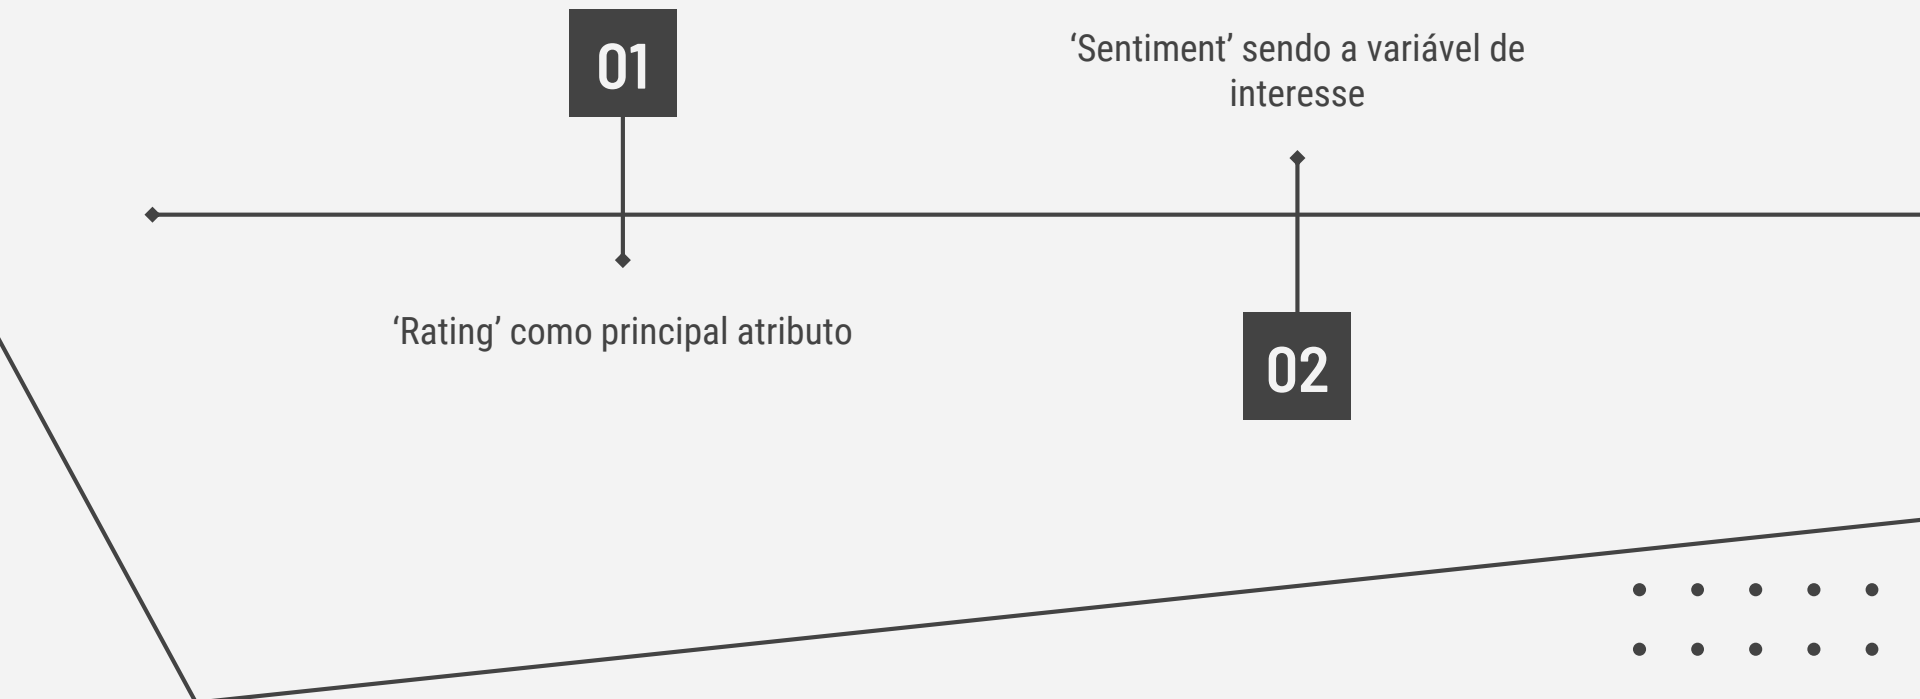 01
‘Rating’ como principal atributo
‘Sentiment’ sendo a variável de
interesse
02